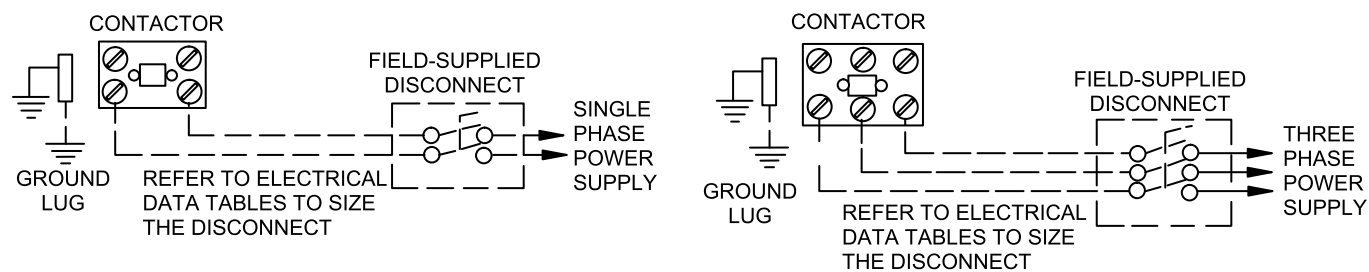 CONTACTOR
FIELD-SUPPLIED
DISCONNECT
SINGLE
PHASE
POWER
SUPPLY
GROUND
LUG
REFER TO ELECTRICAL
DATA TABLES TO SIZE
THE DISCONNECT
CONTACTOR
FIELD-SUPPLIED
DISCONNECT
THREE
PHASE
POWER
SUPPLY
GROUND
LUG
REFER TO ELECTRICAL
DATA TABLES TO SIZE
THE DISCONNECT